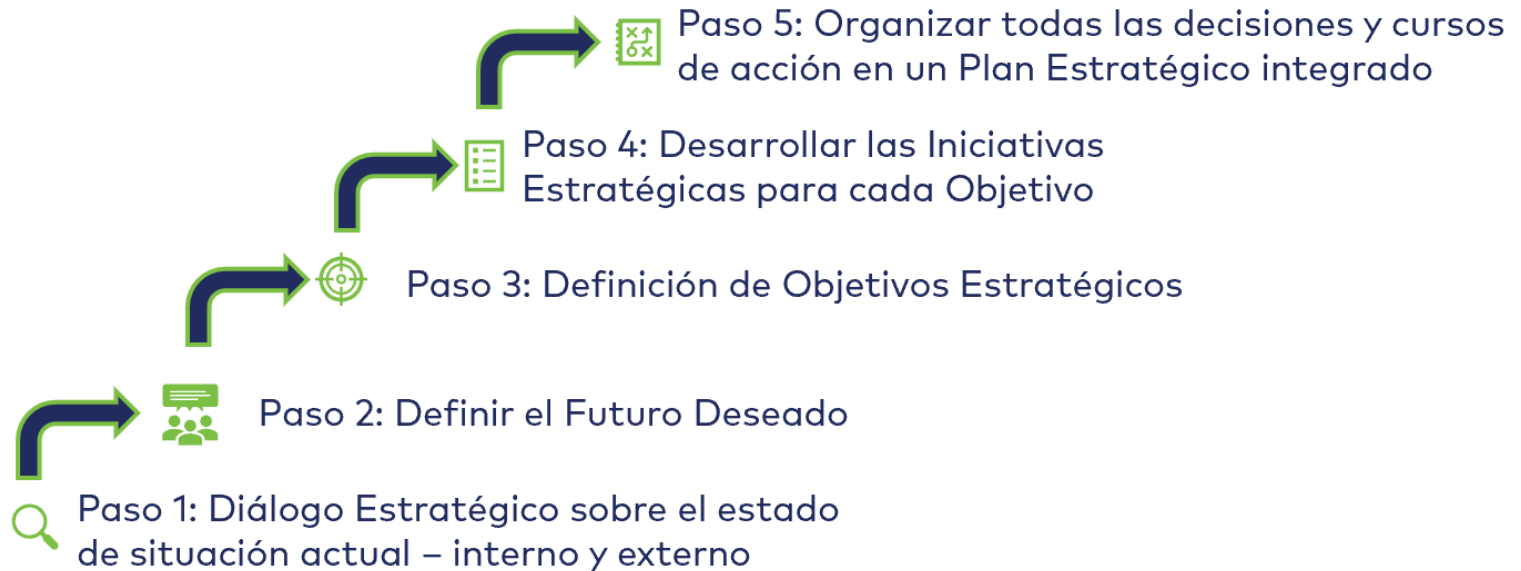 Paso 5: Organizar todas las decisiones y cursos
de acción en un Plan Estratégico integrado
Paso 4: Desarrollar las Iniciativas
Estratégicas para cada Objetivo
Paso 3: Definición de Objetivos Estratégicos
Paso 2: Definir el Futuro Deseado
Paso 1: Diálogo Estratégico sobre el estado
de situación actual – interno y externo